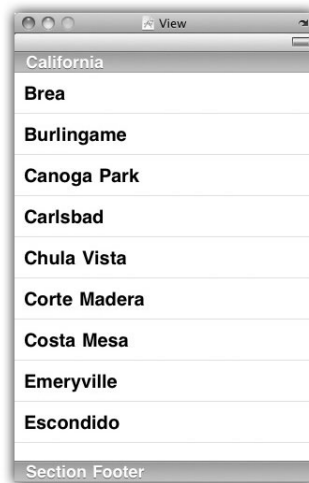 View
California
Brea
Burlingame
Canoga Park
Carlsbad
Chula Vista
Corte Madera
Costa Mesa
Emeryville
Escondido
Section Footer